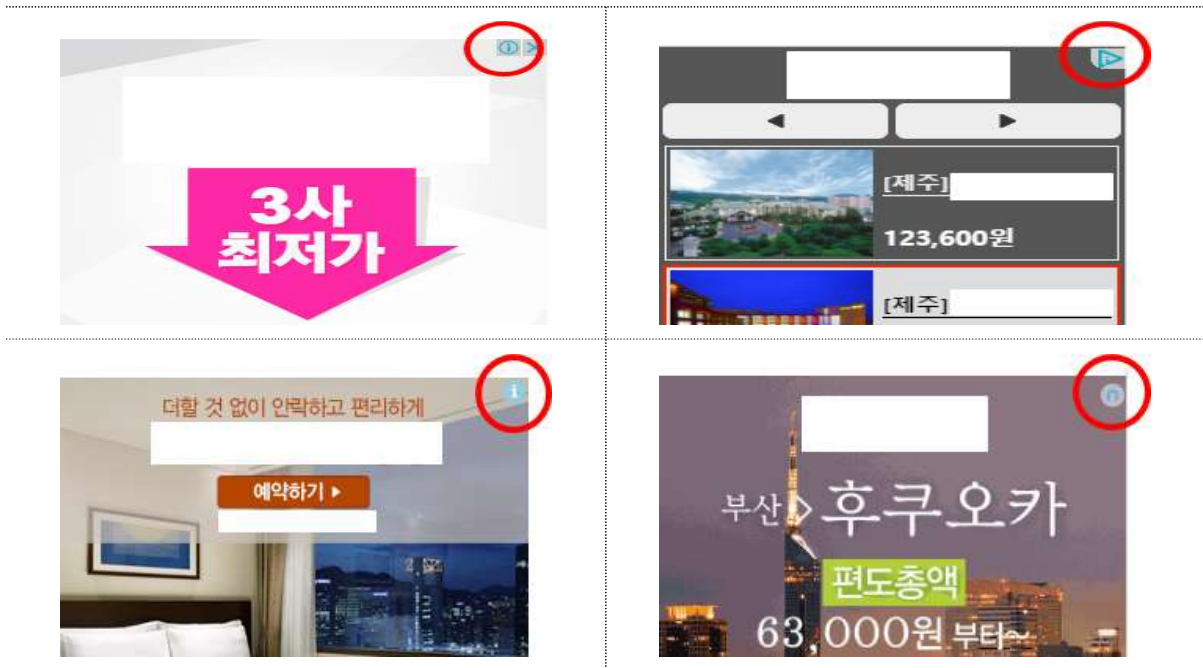 3사
최저가
◀ ▶
[제주]
123,600원
[제주]
더할 것 없이 안락하고 편리하게
예약하기 ▶
부산>후쿠오카
편도총액
63,000원 부터~